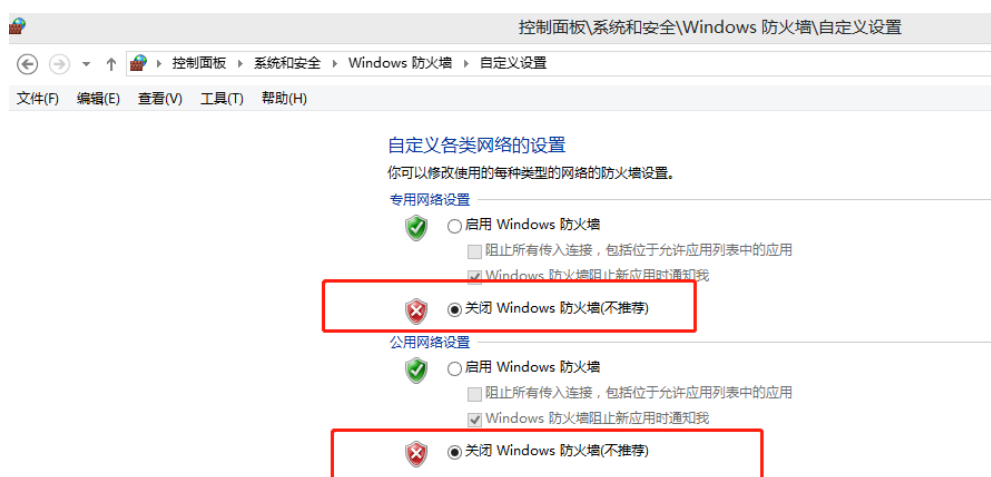 控制面板\系统和安全\Windows 防火墙\自定义设置
控制面板 系统和安全 Windows 防火墙 自定义设置
文件(F) 编辑(E) 查看(V) 工具(T) 帮助(H)
自定义各类网络的设置
你可以修改使用的每种类型的网络的防火墙设置。
专用网络设置
启用 Windows 防火墙
阻止所有传入连接，包括位于允许应用列表中的应用
Windows 防火墙阻止新应用时通知我
关闭 Windows 防火墙(不推荐)
公用网络设置
启用 Windows 防火墙
阻止所有传入连接，包括位于允许应用列表中的应用
Windows 防火墙阻止新应用时通知我
关闭 Windows 防火墙(不推荐)